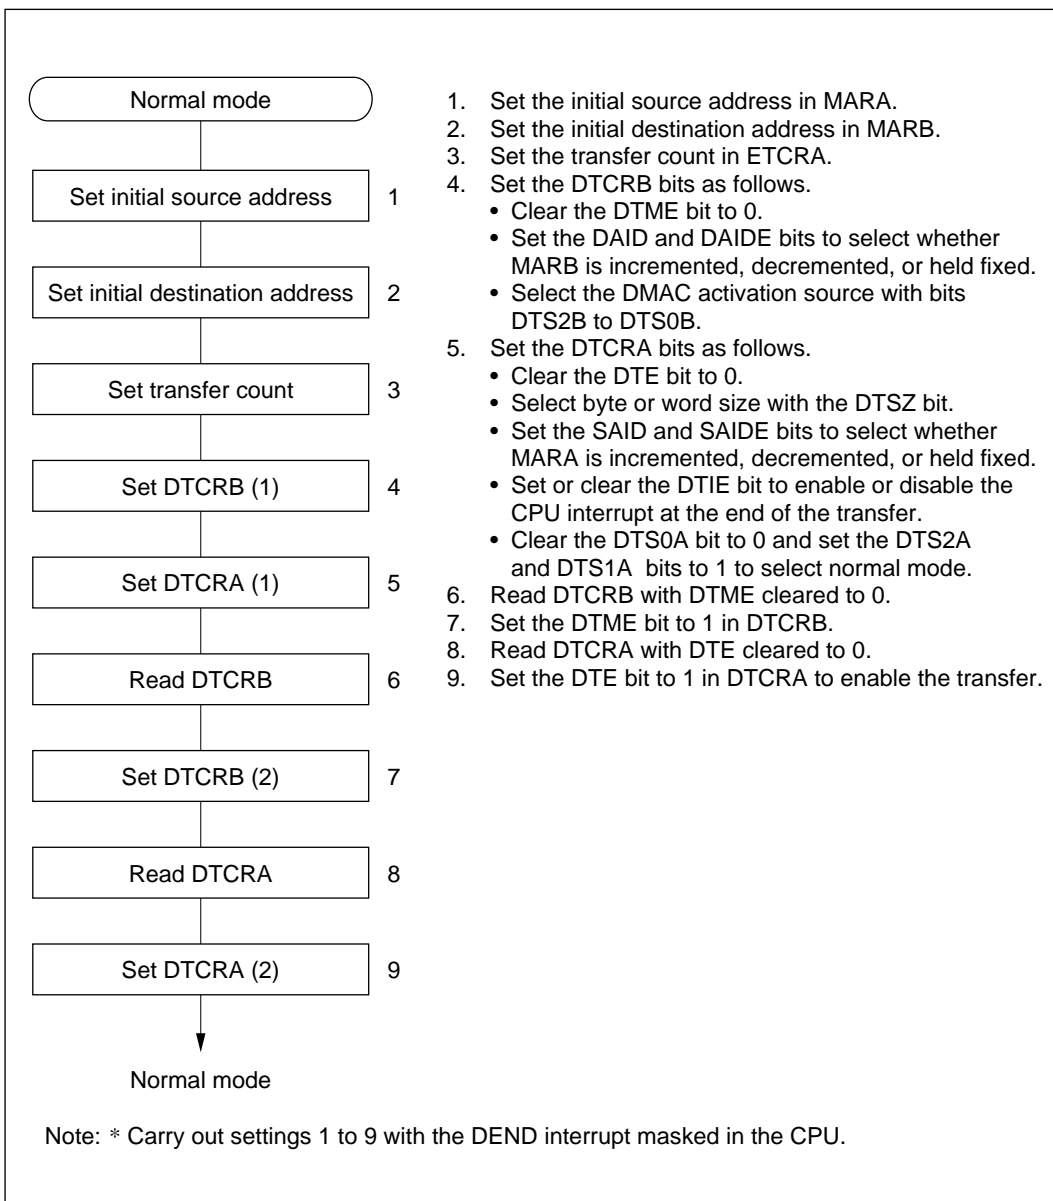 Normal mode
Set initial source address 1
Set initial destination address 2
Set transfer count 3
Set DTCRB (1) 4
Set DTCRA (1) 5
Read DTCRB 6
Set DTCRB (2) 7
Read DTCRA 8
Set DTCRA (2) 9
Normal mode
1. Set the initial source address in MARA.
2. Set the initial destination address in MARB.
3. Set the transfer count in ETCRA.
4. Set the DTCRB bits as follows.
• Clear the DTME bit to 0.
• Set the DAID and DAIDE bits to select whether
MARB is incremented, decremented, or held fixed.
• Select the DMAC activation source with bits
DTS2B to DTS0B.
5. Set the DTCRA bits as follows.
• Clear the DTE bit to 0.
• Select byte or word size with the DTSZ bit.
• Set the SAID and SAIDE bits to select whether
MARA is incremented, decremented, or held fixed.
• Set or clear the DTIE bit to enable or disable the
CPU interrupt at the end of the transfer.
• Clear the DTS0A bit to 0 and set the DTS2A
and DTS1A bits to 1 to select normal mode.
6. Read DTCRB with DTME cleared to 0.
7. Set the DTME bit to 1 in DTCRB.
8. Read DTCRA with DTE cleared to 0.
9. Set the DTE bit to 1 in DTCRA to enable the transfer.
Note: * Carry out settings 1 to 9 with the DEND interrupt masked in the CPU.